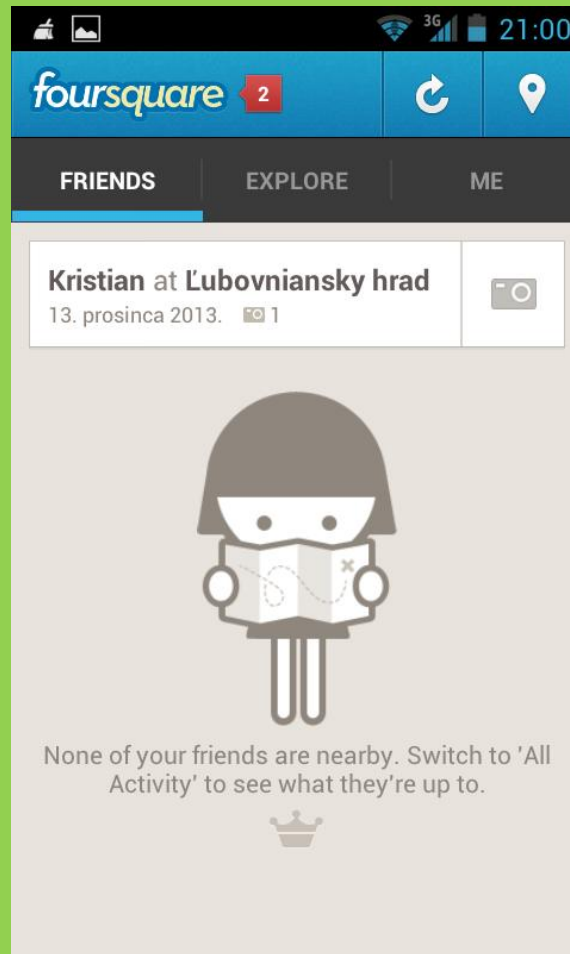 3G 21:00
foursquare 2
FRIENDS EXPLORE ME
Kristian at Ľubovniansky hrad
13. prosinca 2013. 1
None of your friends are nearby. Switch to 'All
Activity' to see what they're up to.